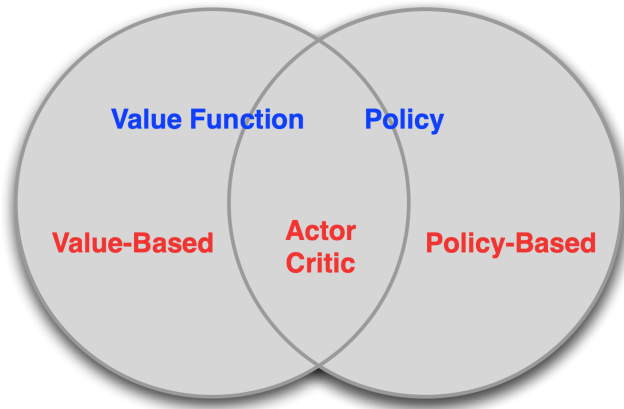 Value Function
Policy
Value-Based
Actor
Critic
Policy-Based